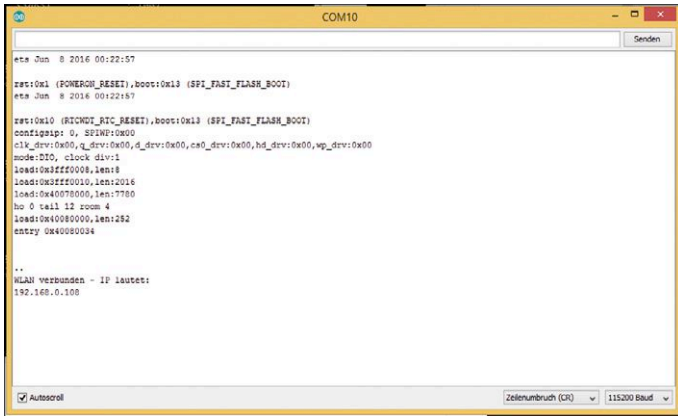 COM10
Senden
ets Jun 8 2016 00:22:57
rst:0x1 (POWERON_RESET),boot:0x13 (SPI_FAST_FLASH_BOOT)
ets Jun 8 2016 00:22:57
rst:0x10 (RTCWDT_RTC_RESET),boot:0x13 (SPI_FAST_FLASH_BOOT)
configsip: 0, SPIWP:0x00
clk_drv:0x00,q_drv:0x00,d_drv:0x00,cs0_drv:0x00,hd_drv:0x00,wp_drv:0x00
mode:DIO, clock div:1
load:0x3fff0008,len:8
load:0x3fff0010,len:2016
load:0x40078000,len:7780
ho 0 tail 12 room 4
load:0x40080000,len:252
entry 0x40080034
..
WLAN verbunden - IP lautet:
192.168.0.108
Autoscroll Zeilenumbruch (CR) 115200 Baud